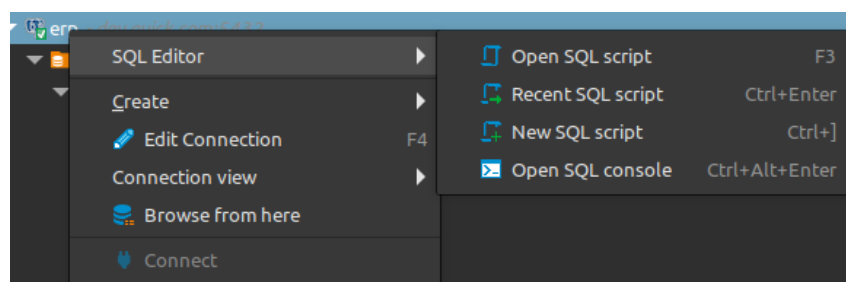 erp
SQL Editor
Create
Edit Connection F4
Connection view
Browse from here
Connect
Open SQL script F3
Recent SQL script Ctrl+Enter
New SQL script Ctrl+]
Open SQL console Ctrl+Alt+Enter